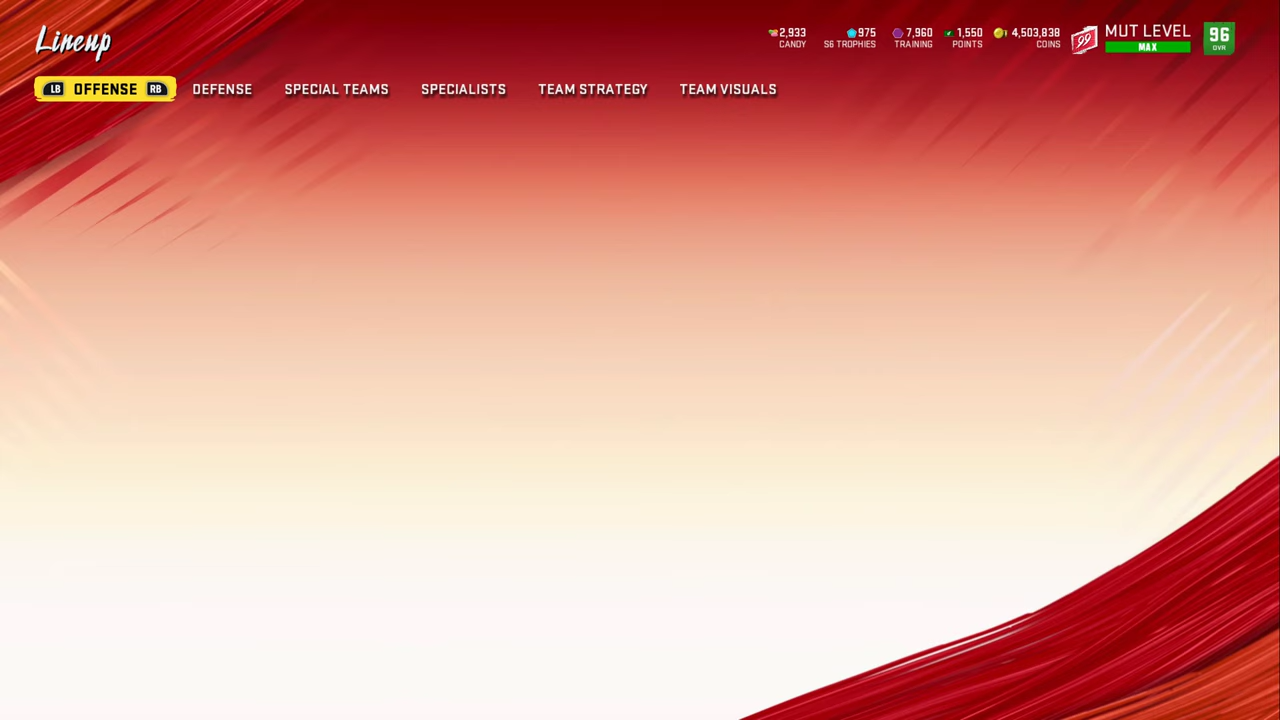 Lineup
2,933
CANDY
975
S6 TROPHIES
7,960
TRAINING
1,550
POINTS
4,503,838
COINS
99
MUT LEVEL
MAX
96
OVR
LB OFFENSE RB DEFENSE SPECIAL TEAMS SPECIALISTS TEAM STRATEGY TEAM VISUALS